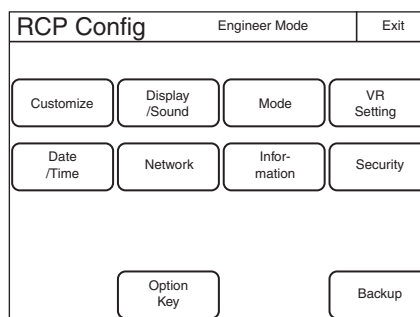 RCP Config Engineer Mode Exit
Customize Display Mode VR
/Sound Setting
Date Network Infor- Security
/Time mation
Option Backup
Key